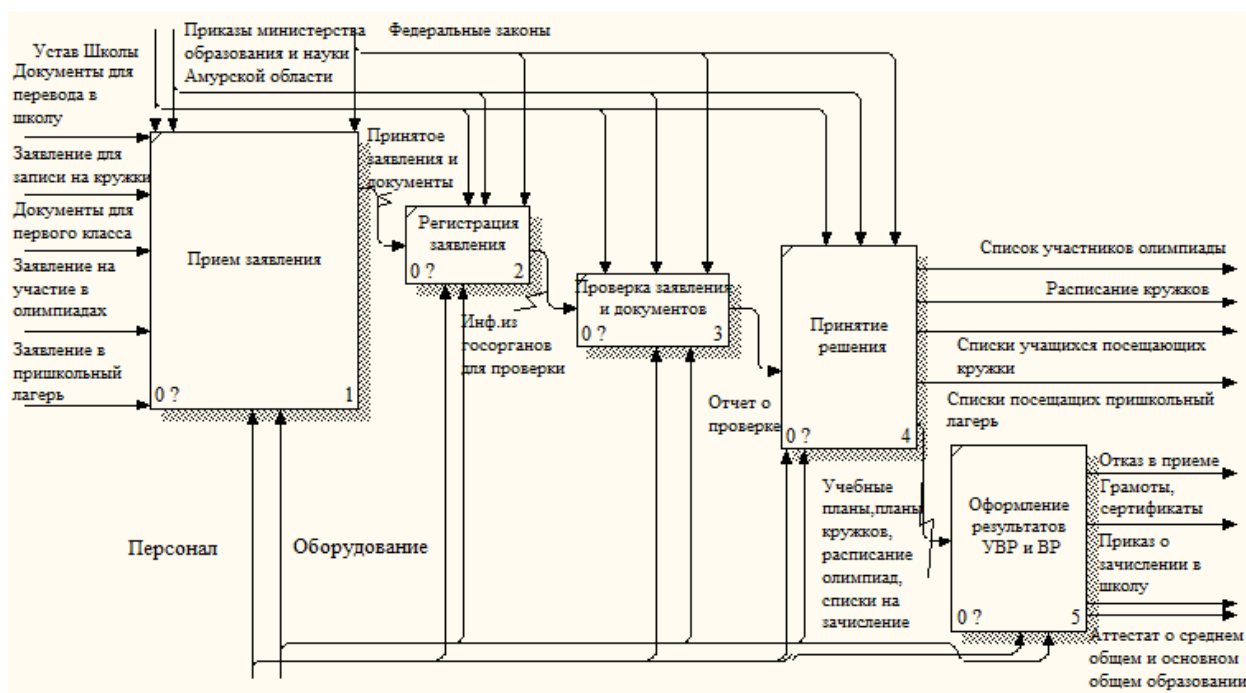 Устав Школы
Приказы министерства
образования и науки
Амурской области
Федеральные законы
Документы для
перевода в
школу
Заявление для
записи на кружки
Документы для
первого класса
Заявление на
участие в
олимпиадах
Заявление в
пришкольный
лагерь
Прием заявления
0 ?
1
Принятое
заявления и
документы
Регистрация
заявления
0 ?
2
Инф.из
госорганов
для проверки
Проверка заявления
и документов
0 ?
3
Отчет о
проверке
Принятие
решения
0 ?
4
Список участников олимпиады
Расписание кружков
Списки учащихся посещающих
кружки
Списки посещащих пришкольный
лагерь
Учебные
планы,планы
кружков,
расписание
олимпиад,
списки на
зачисление
Оформление
результатов
УВР и ВР
0 ?
5
Отказ в приеме
Грамоты,
сертификаты
Приказ о
зачислении в
школу
Аттестат о среднем
общем и основном
общем образовании
Персонал
Оборудование